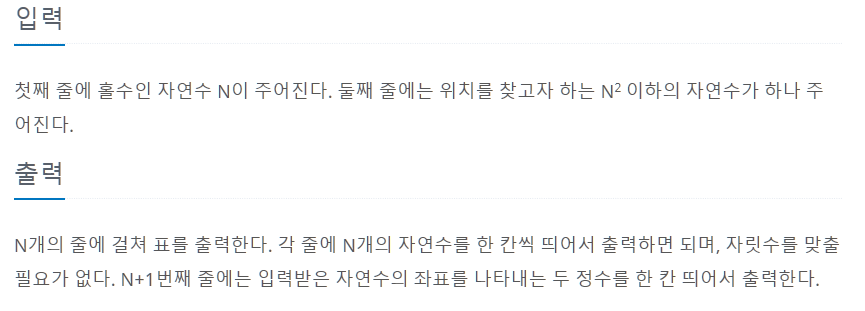 입력
첫째 줄에 홀수인 자연수 N이 주어진다. 둘째 줄에는 위치를 찾고자 하는 N² 이하의 자연수가 하나 주
어진다.
출력
N개의 줄에 걸쳐 표를 출력한다. 각 줄에 N개의 자연수를 한 칸씩 띄어서 출력하면 되며, 자릿수를 맞출
필요가 없다. N+1번째 줄에는 입력받은 자연수의 좌표를 나타내는 두 정수를 한 칸 띄어서 출력한다.